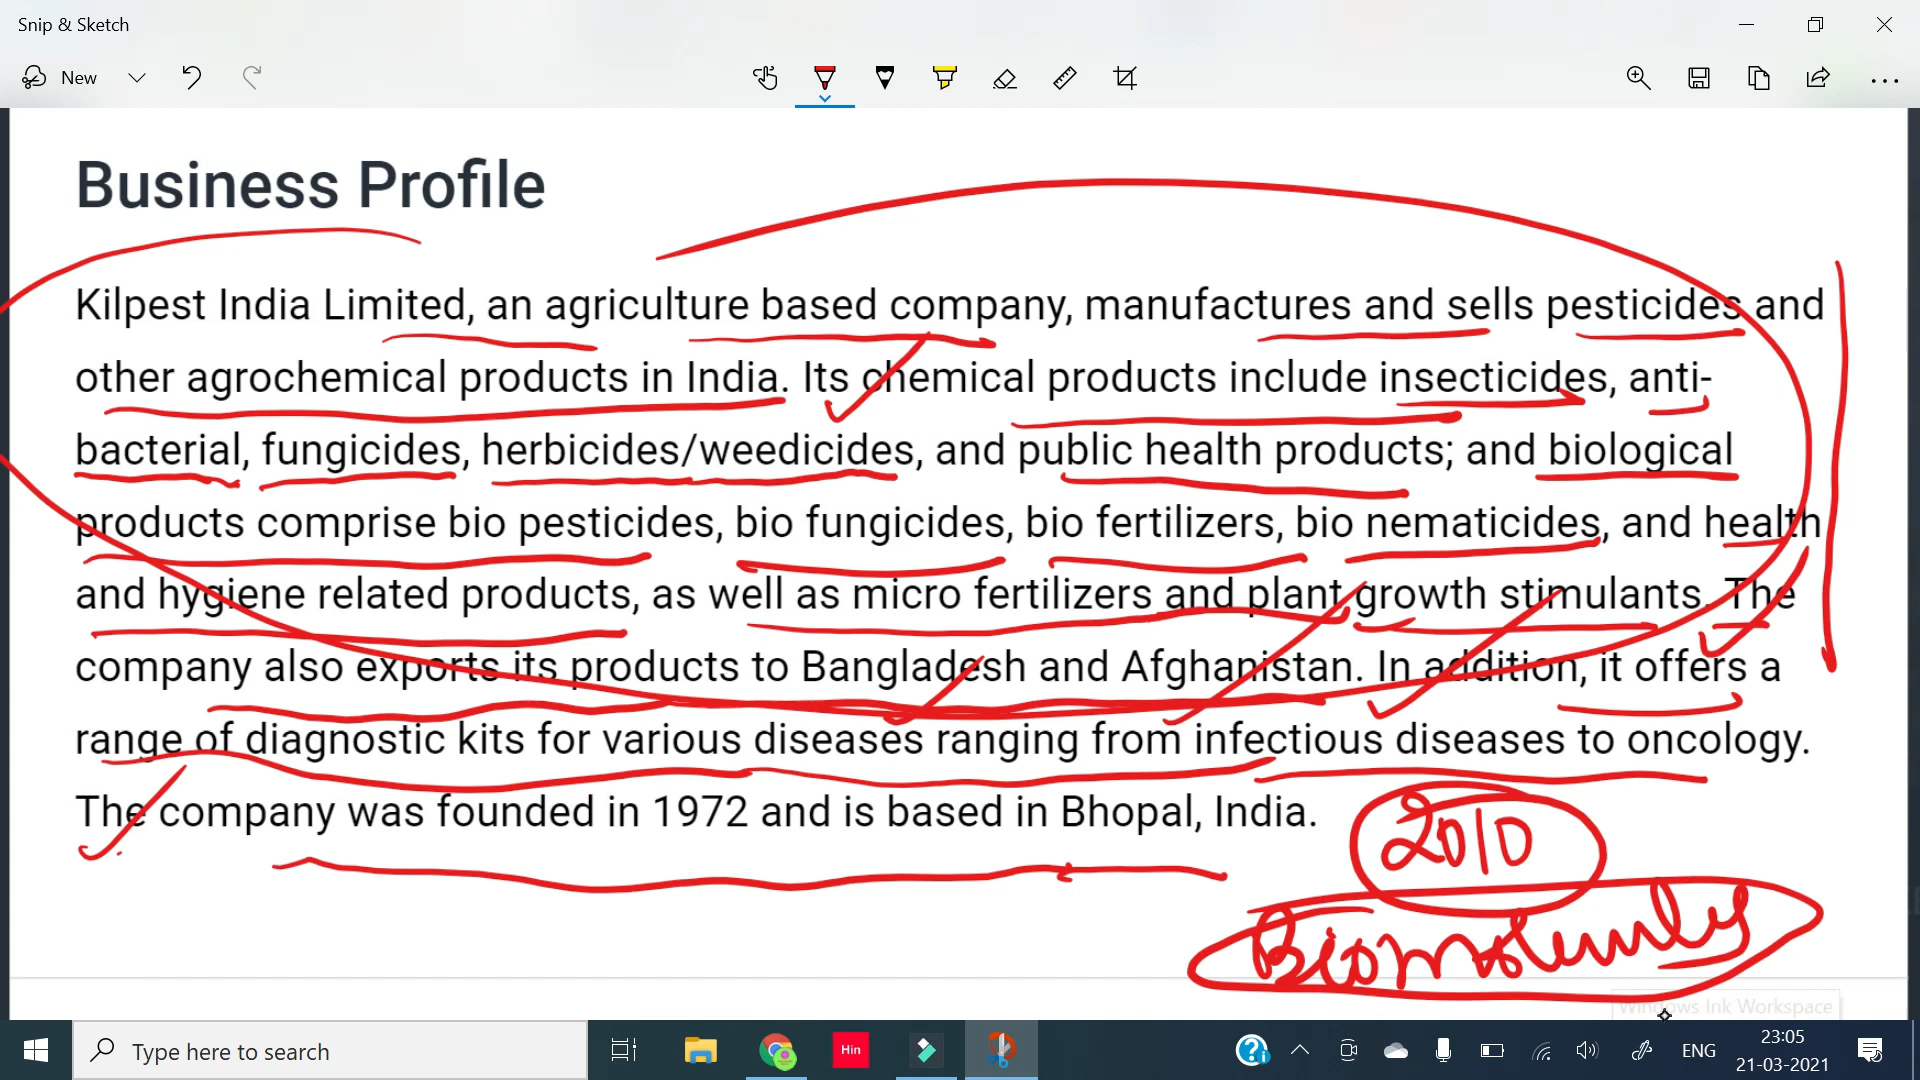 Snip & Sketch
New
Business Profile
Kilpest India Limited, an agriculture based company, manufactures and sells pesticides and
other agrochemical products in India. Its chemical products include insecticides, anti-
bacterial, fungicides, herbicides/weedicides, and public health products; and biological
products comprise bio pesticides, bio fungicides, bio fertilizers, bio nematicides, and health
and hygiene related products, as well as micro fertilizers and plant growth stimulants. The
company also exports its products to Bangladesh and Afghanistan. In addition, it offers a
range of diagnostic kits for various diseases ranging from infectious diseases to oncology.
The company was founded in 1972 and is based in Bhopal, India.
2010
Windows Ink Workspace
Type here to search
Hin
ENG
23:05
21-03-2021